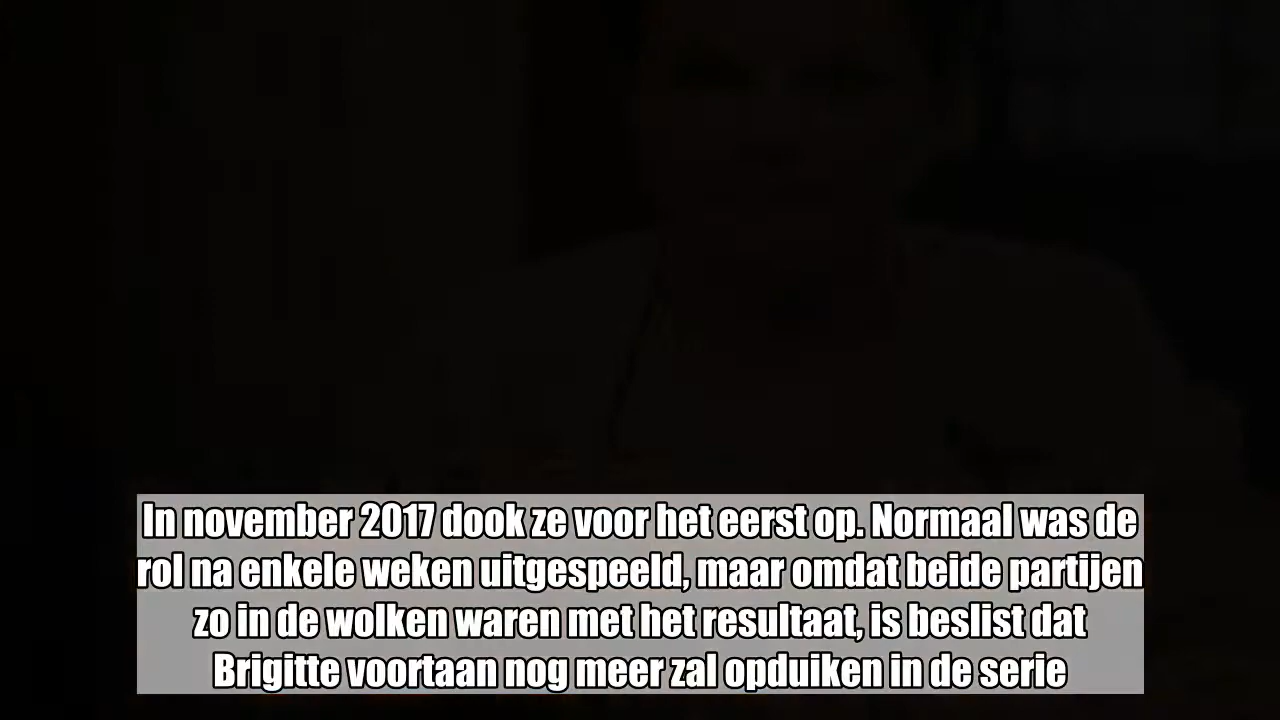 In november 2017 dook ze voor het eerst op. Normaal was de
rol na enkele weken uitgespeeld, maar omdat beide partijen
zo in de wolken waren met het resultaat, is beslist dat
Brigitte voortaan nog meer zal opduiken in de serie